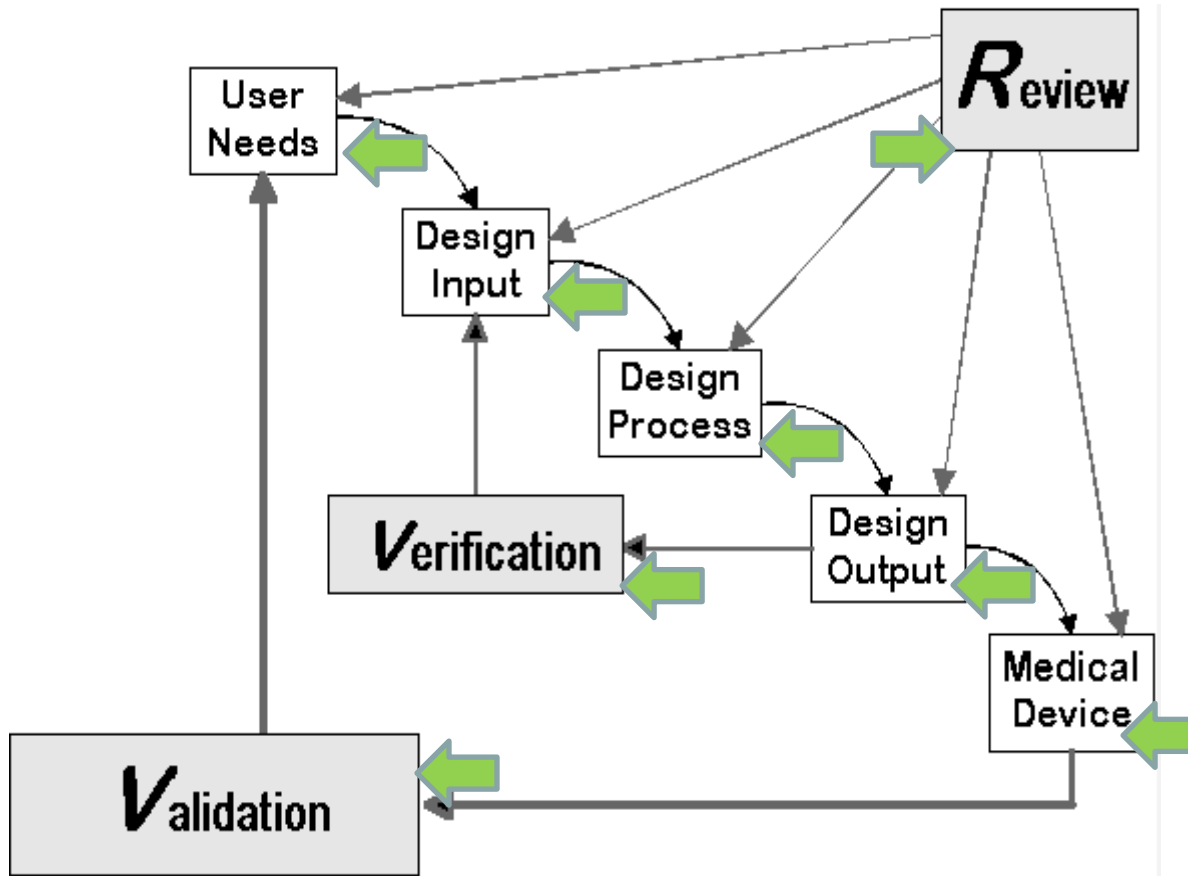 Review
User
Needs
Design
Input
Design
Process
Verification
Design
Output
Medical
Device
Validation